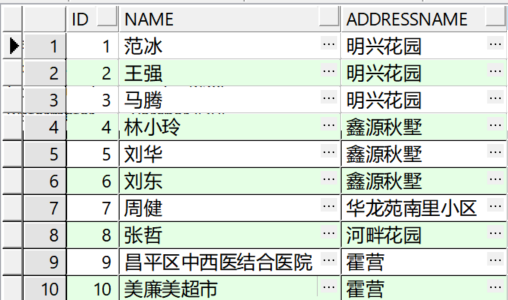 ID NAME ADDRESSNAME
1 1 范冰 ... 明兴花园 ...
2 2 王强 ... 明兴花园 ...
3 3 马腾 ... 明兴花园 ...
4 4 林小玲 ... 鑫源秋墅 ...
5 5 刘华 ... 鑫源秋墅 ...
6 6 刘东 ... 鑫源秋墅 ...
7 7 周健 ... 华龙苑南里小区 ...
8 8 张哲 ... 河畔花园 ...
9 9 昌平区中西医结合医院 ... 霍营 ...
10 10 美廉美超市 ... 霍营 ...